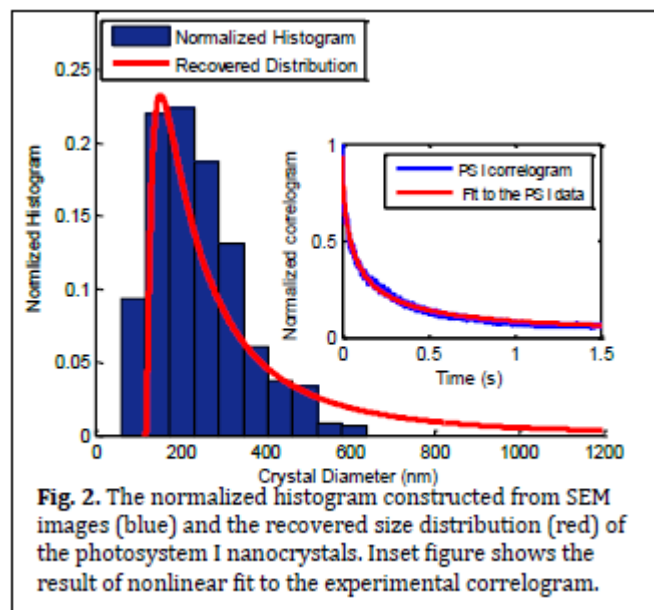 Normalized Histogram
Recovered Distribution
0.25
0.2
0.15
0.1
0.05
0
Normlized Histogram
0
200
400
600
800
1000
1200
Crystal Diameter (nm)
PS I correlogram
Fit to the PS I data
1
0.5
0
Normalized correlogram
0
0.5
1
1.5
Time (s)
Fig. 2. The normalized histogram constructed from SEM
images (blue) and the recovered size distribution (red) of
the photosystem I nanocrystals. Inset figure shows the
result of nonlinear fit to the experimental correlogram.